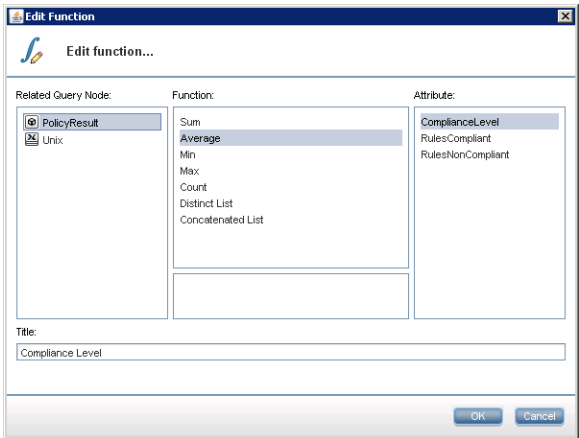 Edit Function
Edit function...
Related Query Node:
Function:
Attribute:
PolicyResult
Unix
Sum
Average
Min
Max
Count
Distinct List
Concatenated List
ComplianceLevel
RulesCompliant
RulesNonCompliant
Title:
Compliance Level
OK
Cancel